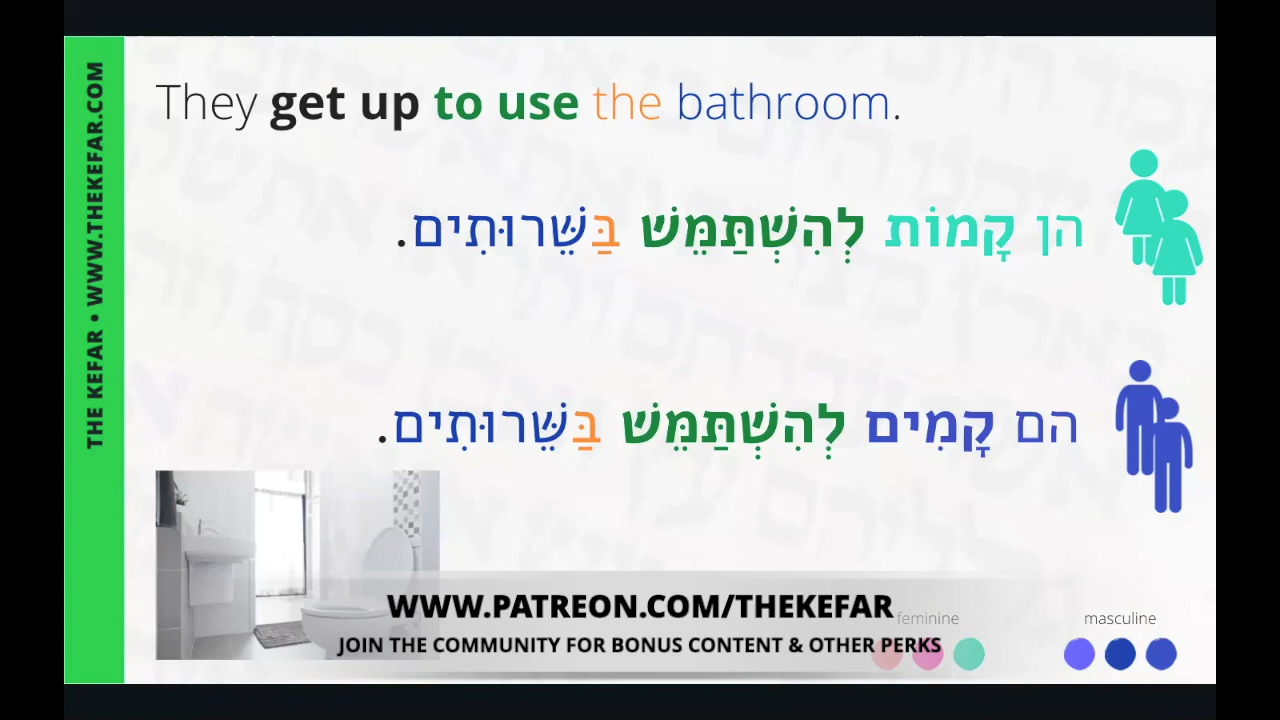 THE KEFAR • WWW.THEKEFAR.COM
They get up to use the bathroom.
הן קָמוֹת לְהִשְׁתַּמֵּשׁ בַּשֵּׁרוּתִים.
הם קָמִים לְהִשְׁתַּמֵּשׁ בַּשֵּׁרוּתִים.
WWW.PATREON.COM/THEKEFAR
JOIN THE COMMUNITY FOR BONUS CONTENT & OTHER PERKS
feminine
masculine